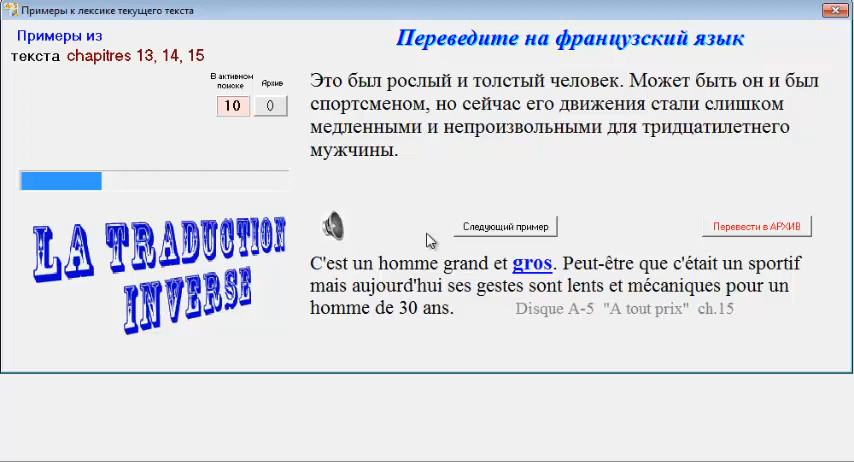 Примеры к лексике текущего текста
Примеры из
текста chapitres 13, 14, 15
В активном
поиске
Архив
10
0
LA TRADUCTION
INVERSE
Переведите на французский язык
Это был рослый и толстый человек. Может быть он и был
спортсменом, но сейчас его движения стали слишком
медленными и непроизвольными для тридцатилетнего
мужчины.
Следующий пример
Перевести в АРХИВ
C'est un homme grand et gros. Peut-être que c'était un sportif
mais aujourd'hui ses gestes sont lents et mécaniques pour un
homme de 30 ans.
Disque A-5 "A tout prix" ch.15